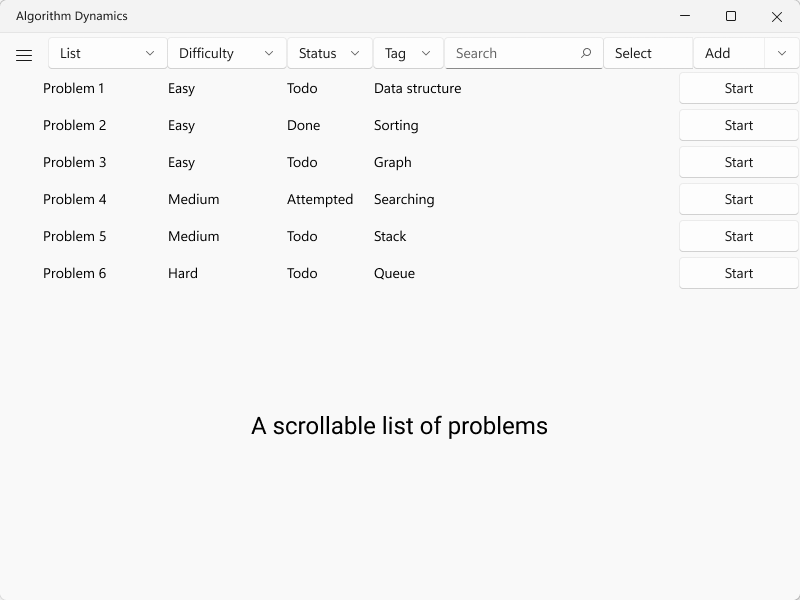 Algorithm Dynamics
List Difficulty Status Tag Search Select Add
Problem 1 Easy Todo Data structure Start
Problem 2 Easy Done Sorting Start
Problem 3 Easy Todo Graph Start
Problem 4 Medium Attempted Searching Start
Problem 5 Medium Todo Stack Start
Problem 6 Hard Todo Queue Start
A scrollable list of problems